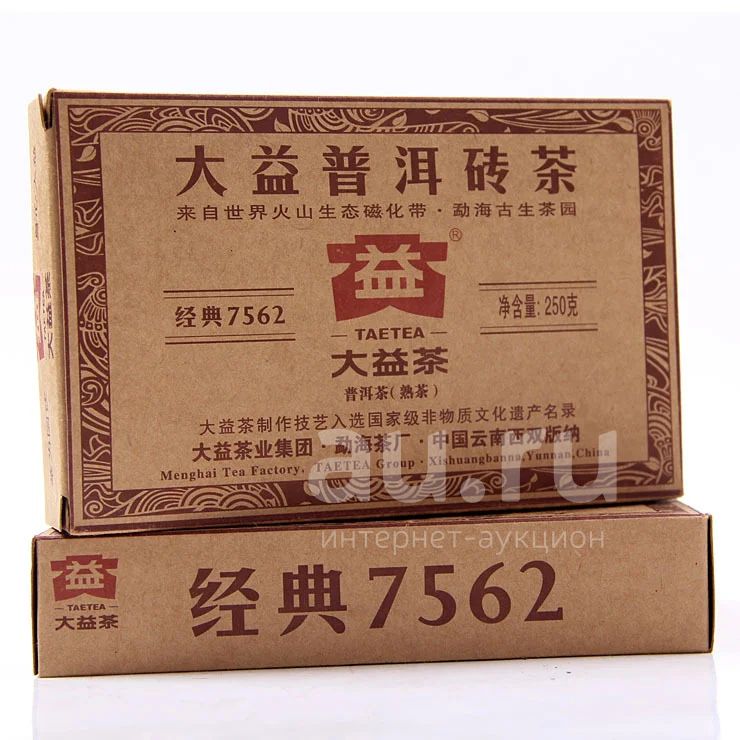 大益普洱砖茶
来自世界火山生态磁化带·勐海古生茶园
益
®
经典7562
TAETEA
大益茶
净含量: 250克
普洱茶(熟茶)
大益茶制作技艺入选国家级非物质文化遗产名录
大益茶业集团·勐海茶厂·中国云南西双版纳
Menghai Tea Factory, TAETEA Group·Xishuangbanna, Yunnan, China
au.ru
интернет-аукцион
益
TAETEA
大益茶
经典7562